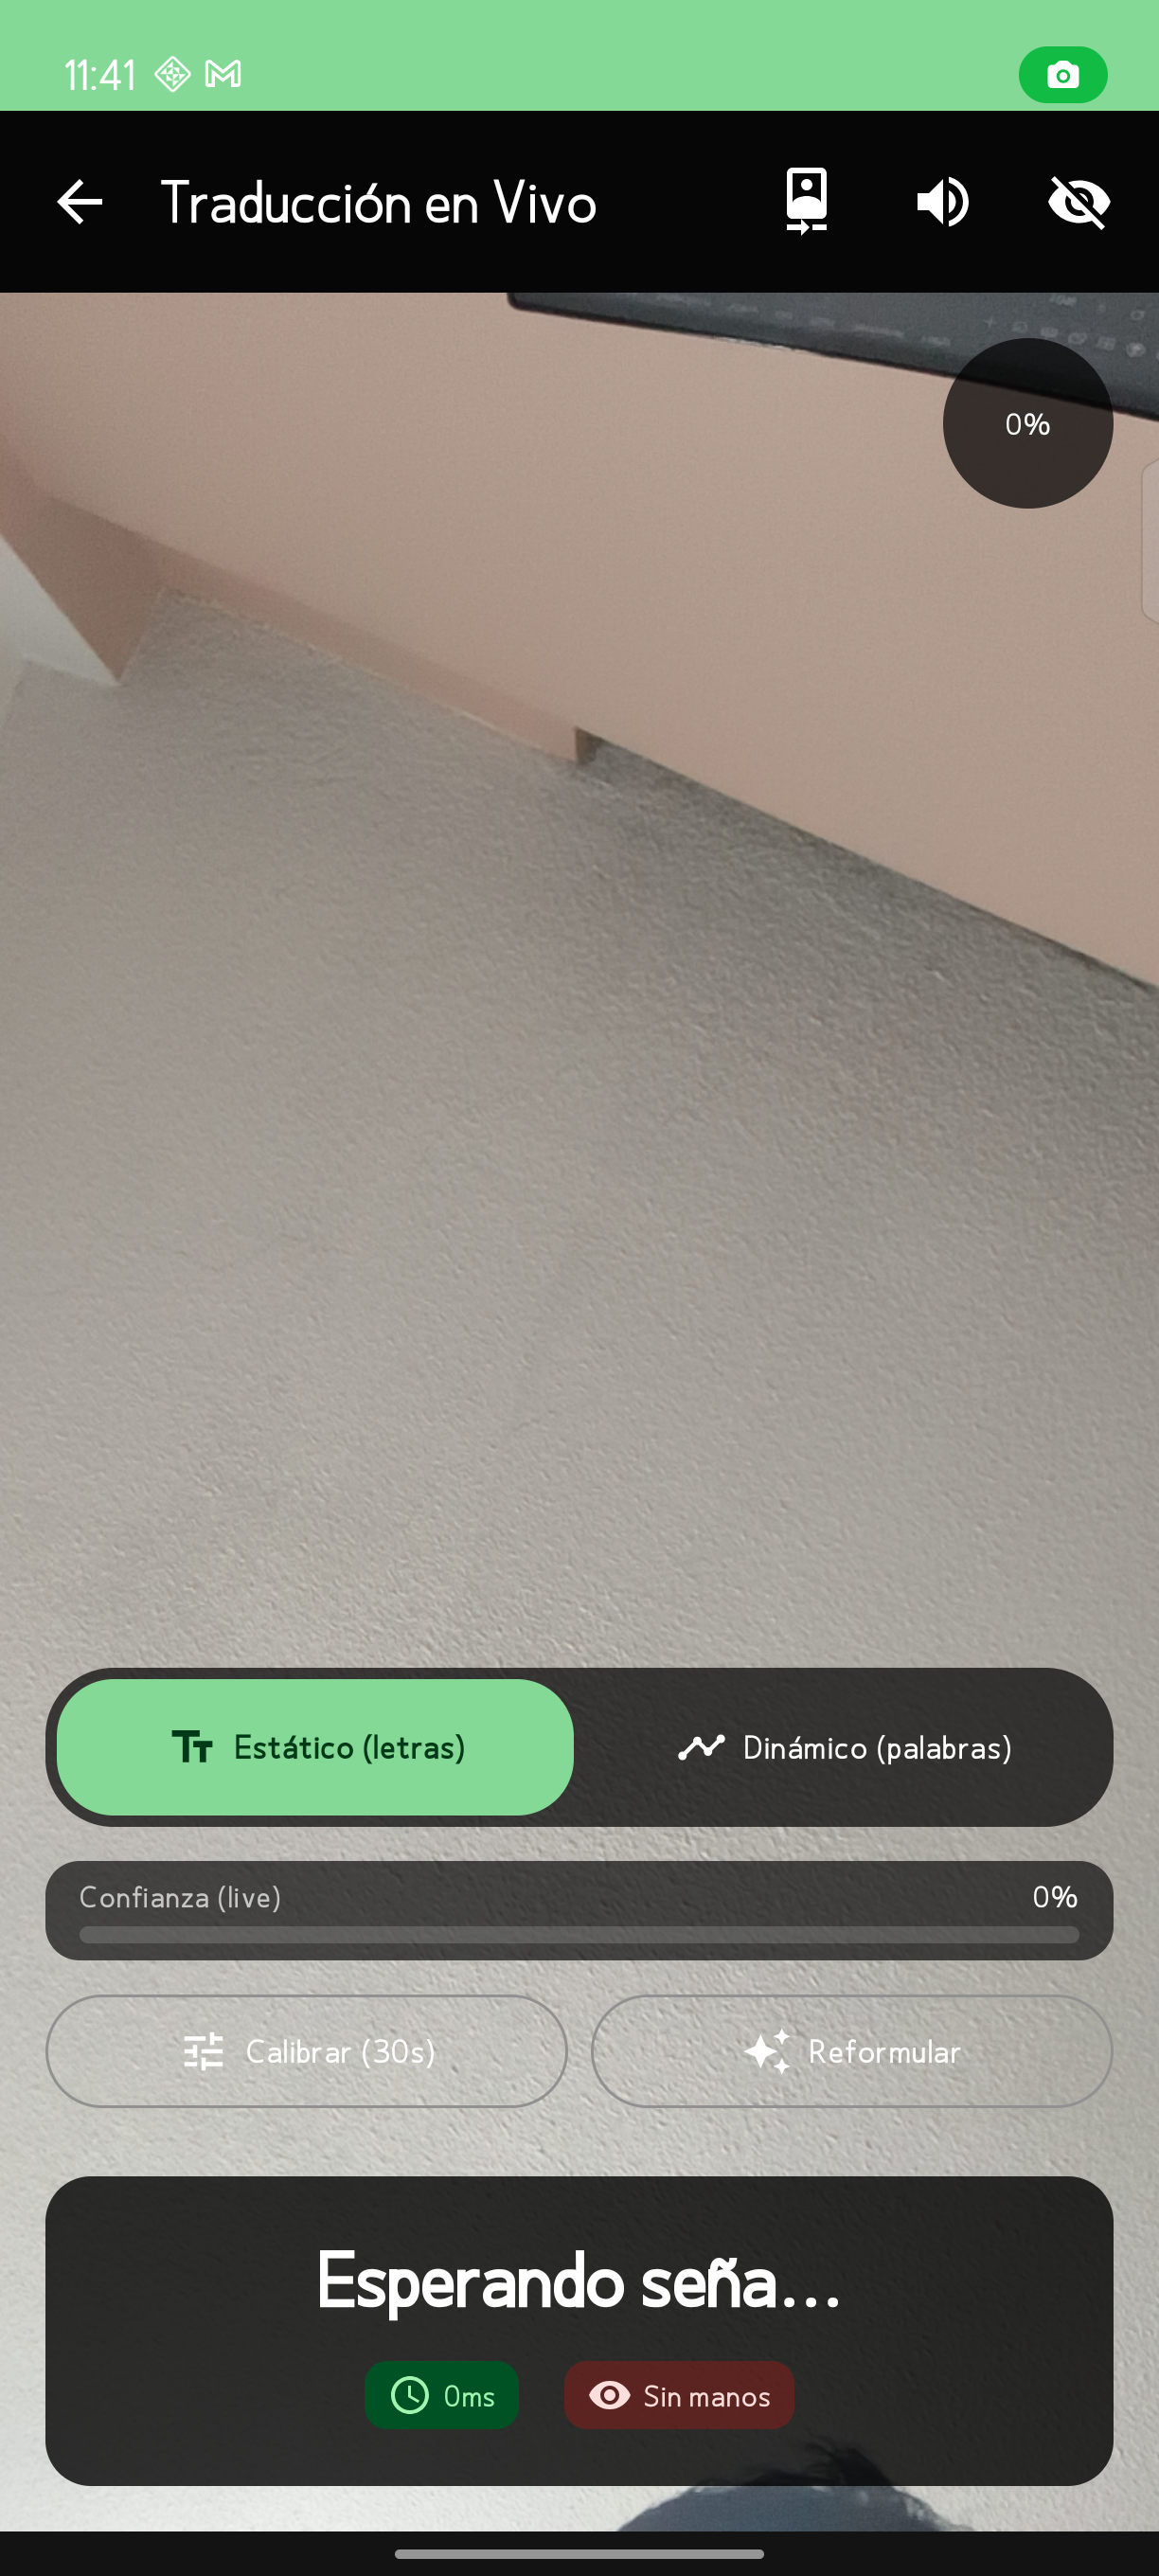 11:41
Traducción en Vivo
0%
Estático (letras)
Dinámico (palabras)
Confianza (live)
0%
Calibrar (30s)
Reformular
Esperando seña...
0ms
Sin manos